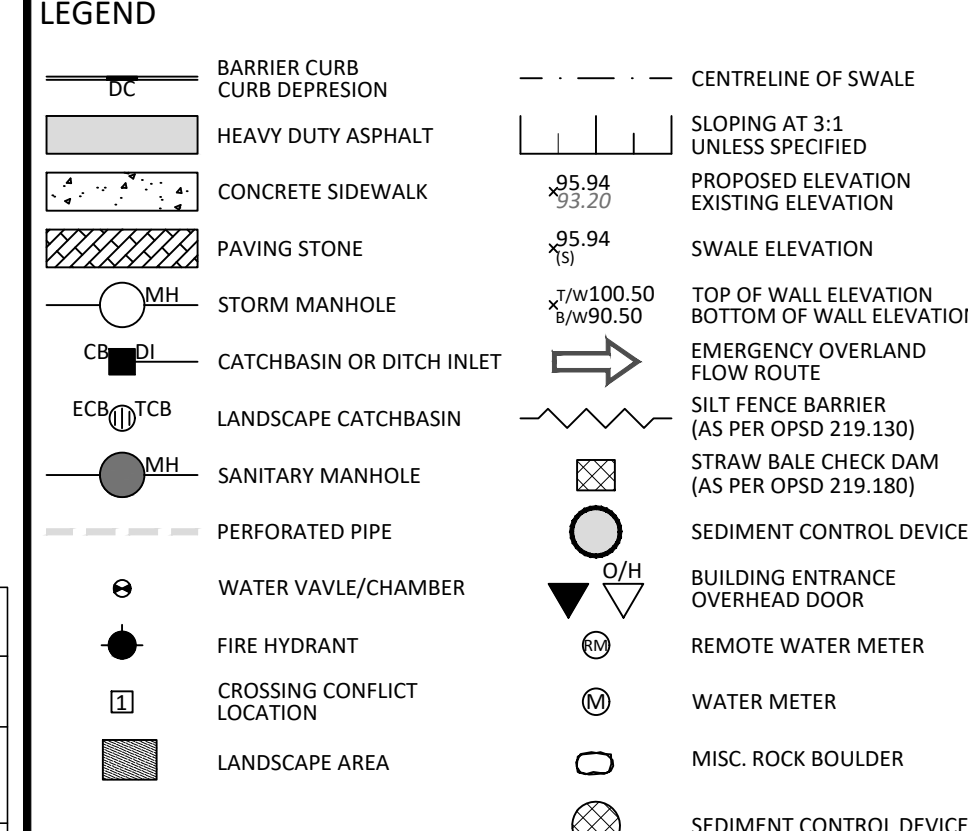 LEGEND
DC
BARRIER CURB
CURB DEPRESION
HEAVY DUTY ASPHALT
CONCRETE SIDEWALK
PAVING STONE
MH
STORM MANHOLE
CB DI
CATCHBASIN OR DITCH INLET
ECB TCB
LANDSCAPE CATCHBASIN
MH
SANITARY MANHOLE
PERFORATED PIPE
WATER VAVLE/CHAMBER
FIRE HYDRANT
1
CROSSING CONFLICT
LOCATION
LANDSCAPE AREA
CENTRELINE OF SWALE
SLOPING AT 3:1
UNLESS SPECIFIED
×95.94
93.20
PROPOSED ELEVATION
EXISTING ELEVATION
×95.94
(S)
SWALE ELEVATION
×T/W100.50
B/W90.50
TOP OF WALL ELEVATION
BOTTOM OF WALL ELEVATION
EMERGENCY OVERLAND
FLOW ROUTE
SILT FENCE BARRIER
(AS PER OPSD 219.130)
STRAW BALE CHECK DAM
(AS PER OPSD 219.180)
SEDIMENT CONTROL DEVICE
O/H
BUILDING ENTRANCE
OVERHEAD DOOR
RM
REMOTE WATER METER
M
WATER METER
MISC. ROCK BOULDER
SEDIMENT CONTROL DEVICE